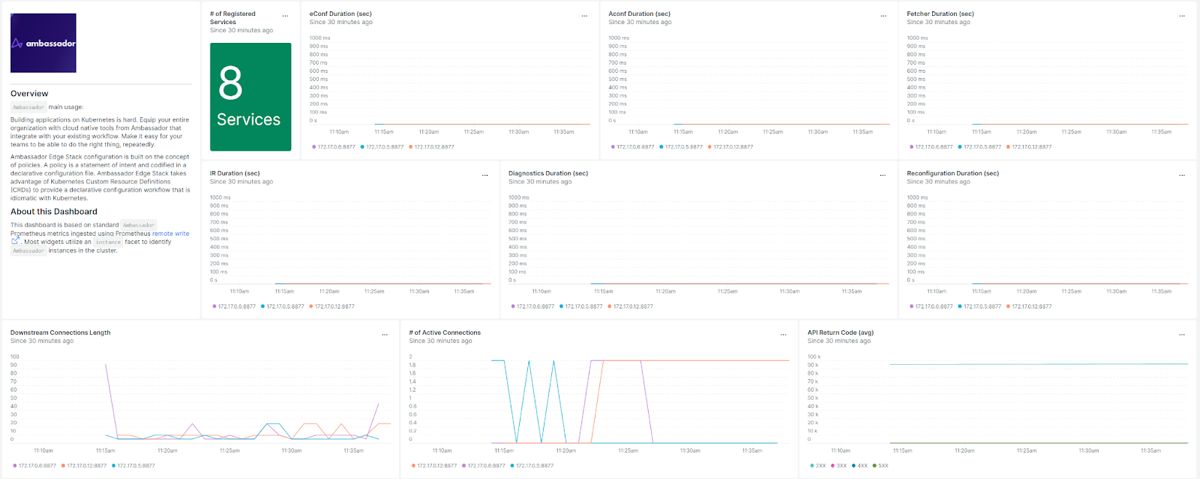 ambassador
Overview
Ambassador main usage:
Building applications on Kubernetes is hard. Equip your entire
organization with cloud native tools from Ambassador that
integrate with your existing workflow. Make it easy for your
teams to be able to do the right thing, repeatedly.
Ambassador Edge Stack configuration is built on the concept
of policies. A policy is a statement of intent and codified in a
declarative configuration file. Ambassador Edge Stack takes
advantage of Kubernetes Custom Resource Definitions
(CRDs) to provide a declarative configuration workflow that is
idiomatic with Kubernetes.
About this Dashboard
This dashboard is based on standard Ambassador
Prometheus metrics ingested using Prometheus remote write
. Most widgets utilize an instance facet to identify
Ambassador instances in the cluster.
# of Registered
Services
Since 30 minutes ago
8
Services
eConf Duration (sec)
Since 30 minutes ago
1000 ms
900 ms
800 ms
700 ms
600 ms
500 ms
400 ms
300 ms
200 ms
100 ms
0 s
11:10am 11:15am 11:20am 11:25am 11:30am 11:35am
172.17.0.6:8877 172.17.0.5:8877 172.17.0.12:8877
Aconf Duration (sec)
Since 30 minutes ago
1000 ms
900 ms
800 ms
700 ms
600 ms
500 ms
400 ms
300 ms
200 ms
100 ms
0 s
11:10am 11:15am 11:20am 11:25am 11:30am 11:35am
172.17.0.6:8877 172.17.0.5:8877 172.17.0.12:8877
Fetcher Duration (sec)
Since 30 minutes ago
1000 ms
900 ms
800 ms
700 ms
600 ms
500 ms
400 ms
300 ms
200 ms
100 ms
0 s
11:10am 11:15am 11:20am 11:25am 11:30am 11:35am
172.17.0.6:8877 172.17.0.5:8877 172.17.0.12:8877
IR Duration (sec)
Since 30 minutes ago
1000 ms
900 ms
800 ms
700 ms
600 ms
500 ms
400 ms
300 ms
200 ms
100 ms
0 s
11:10am 11:15am 11:20am 11:25am 11:30am 11:35am
172.17.0.6:8877 172.17.0.5:8877 172.17.0.12:8877
Diagnostics Duration (sec)
Since 30 minutes ago
1000 ms
900 ms
800 ms
700 ms
600 ms
500 ms
400 ms
300 ms
200 ms
100 ms
0 s
11:10am 11:15am 11:20am 11:25am 11:30am 11:35am
172.17.0.6:8877 172.17.0.5:8877 172.17.0.12:8877
Reconfiguration Duration (sec)
Since 30 minutes ago
1000 ms
900 ms
800 ms
700 ms
600 ms
500 ms
400 ms
300 ms
200 ms
100 ms
0 s
11:10am 11:15am 11:20am 11:25am 11:30am 11:35am
172.17.0.6:8877 172.17.0.5:8877 172.17.0.12:8877
Downstream Connections Length
Since 30 minutes ago
100
90
80
70
60
50
40
30
20
10
0
11:10am 11:15am 11:20am 11:25am 11:30am 11:35am
172.17.0.6:8877 172.17.0.12:8877 172.17.0.5:8877
# of Active Connections
Since 30 minutes ago
2
1.8
1.6
1.4
1.2
1
0.8
0.6
0.4
0.2
0
11:10am 11:15am 11:20am 11:25am 11:30am 11:35am
172.17.0.12:8877 172.17.0.6:8877 172.17.0.5:8877
API Return Code (avg)
Since 30 minutes ago
100 k
90 k
80 k
70 k
60 k
50 k
40 k
30 k
20 k
10 k
0
11:10am 11:15am 11:20am 11:25am 11:30am 11:35am
2XX 3XX 4XX 5XX